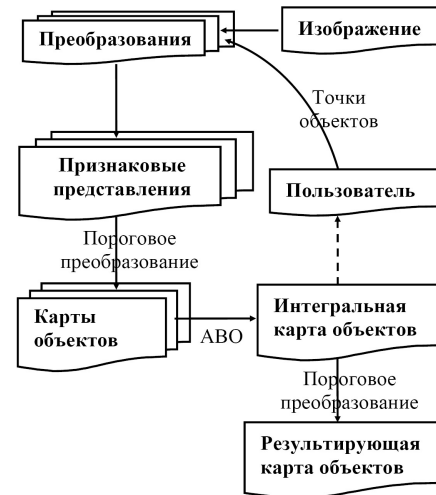 Преобразования
Изображение
Точки
объектов
Признаковые
представления
Пользователь
Пороговое
преобразование
Карты
объектов
АВО
Интегральная
карта объектов
Пороговое
преобразование
Результирующая
карта объектов